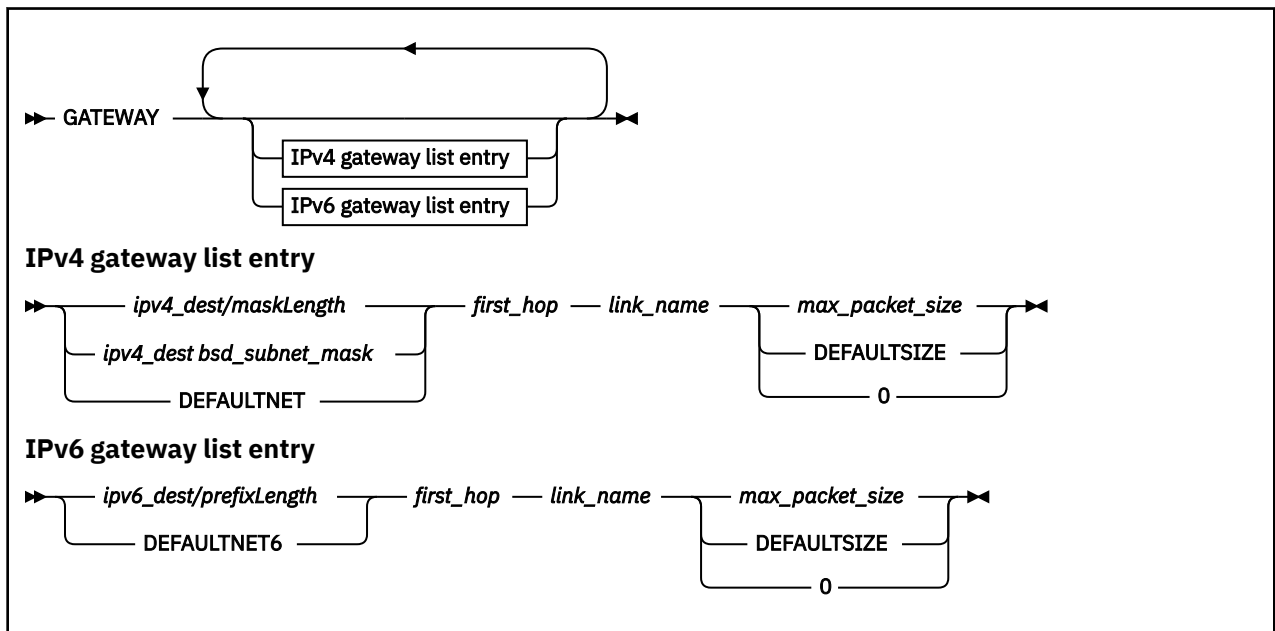 GATEWAY
IPv4 gateway list entry
IPv6 gateway list entry
IPv4 gateway list entry
ipv4_dest/maskLength first_hop link_name max_packet_size
ipv4_dest bsd_subnet_mask DEFAULTSIZE
DEFAULTNET 0
IPv6 gateway list entry
ipv6_dest/prefixLength first_hop link_name max_packet_size
DEFAULTNET6 DEFAULTSIZE
0